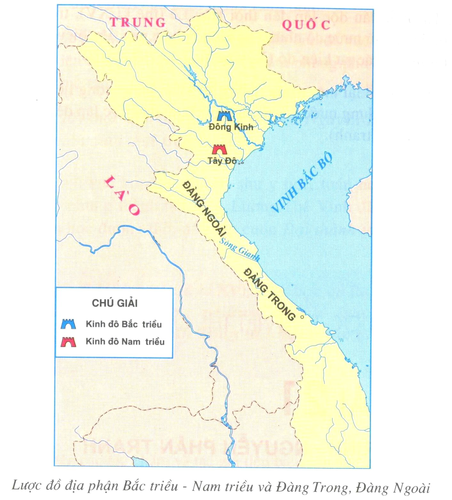 TRUNG QUỐC
Đông Kinh
Tây Đô
ĐÀNG NGOÀI
VỊNH BẮC BỘ
LÀO
Sông Gianh
ĐÀNG TRONG
CHÚ GIẢI
Kinh đô Bắc triều
Kinh đô Nam triều
Lược đồ địa phận Bắc triều - Nam triều và Đàng Trong, Đàng Ngoài